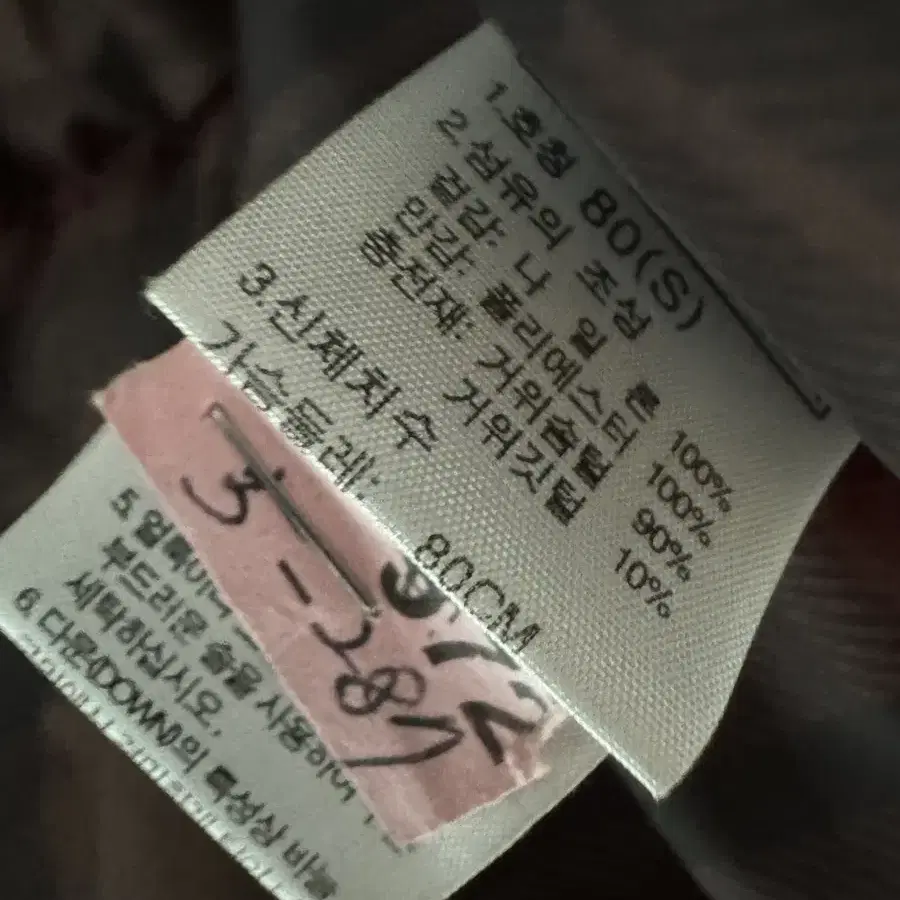 1.호칭 80(S)
2.섬유의 조성
겉감: 나 일 론 100%
안감: 폴리에스터 100%
충전재: 거위솜털 90%
거위깃털 10%
3.신체치수
가슴둘레: 80CM
3
-287
572
5.
부드러운 솔을 사용하여
세탁하십시오.
6.다운(DOWN)의 특성상